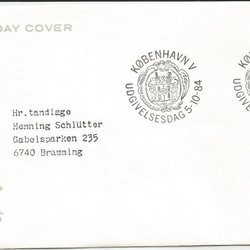 DAY COVER
KØBENHAVN V
UDGIVELSESDAG 5-10-84
Hr.tandlæge
Henning Schlütter
Gabelsparken 235
6740 Bramming